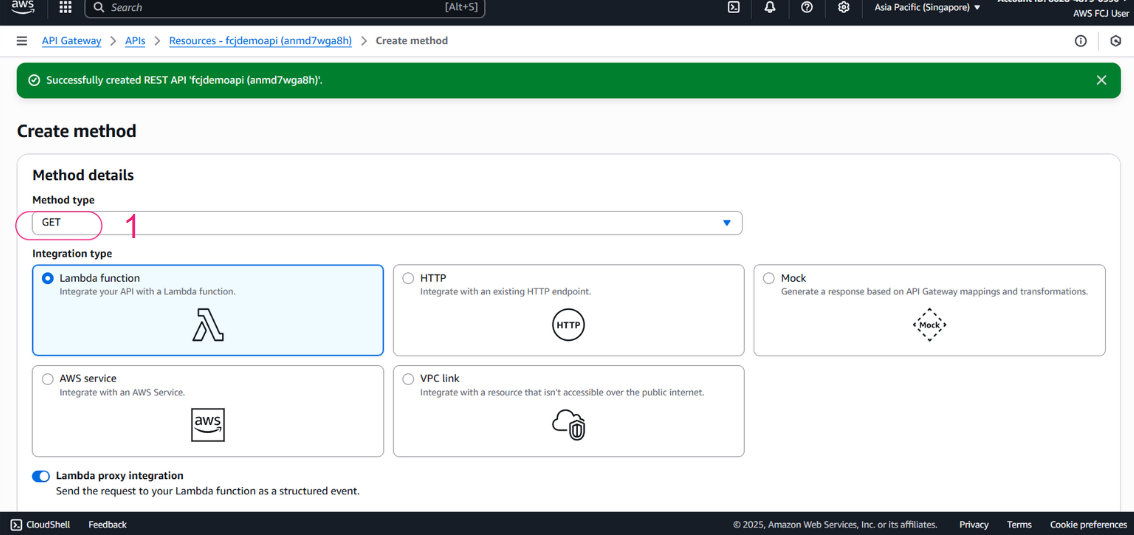 aws
Search
[Alt+S]
Asia Pacific (Singapore)
AWS FCJ User
API Gateway > APIs > Resources - fcjdemoapi (anmd7wga8h) > Create method
Successfully created REST API 'fcjdemoapi (anmd7wga8h)'.
Create method
Method details
Method type
GET
1
Integration type
Lambda function
Integrate your API with a Lambda function.
HTTP
Integrate with an existing HTTP endpoint.
HTTP
Mock
Generate a response based on API Gateway mappings and transformations.
Mock
AWS service
Integrate with an AWS Service.
aws
VPC link
Integrate with a resource that isn't accessible over the public internet.
Lambda proxy integration
Send the request to your Lambda function as a structured event.
CloudShell
Feedback
© 2025, Amazon Web Services, Inc. or its affiliates.
Privacy
Terms
Cookie preferences